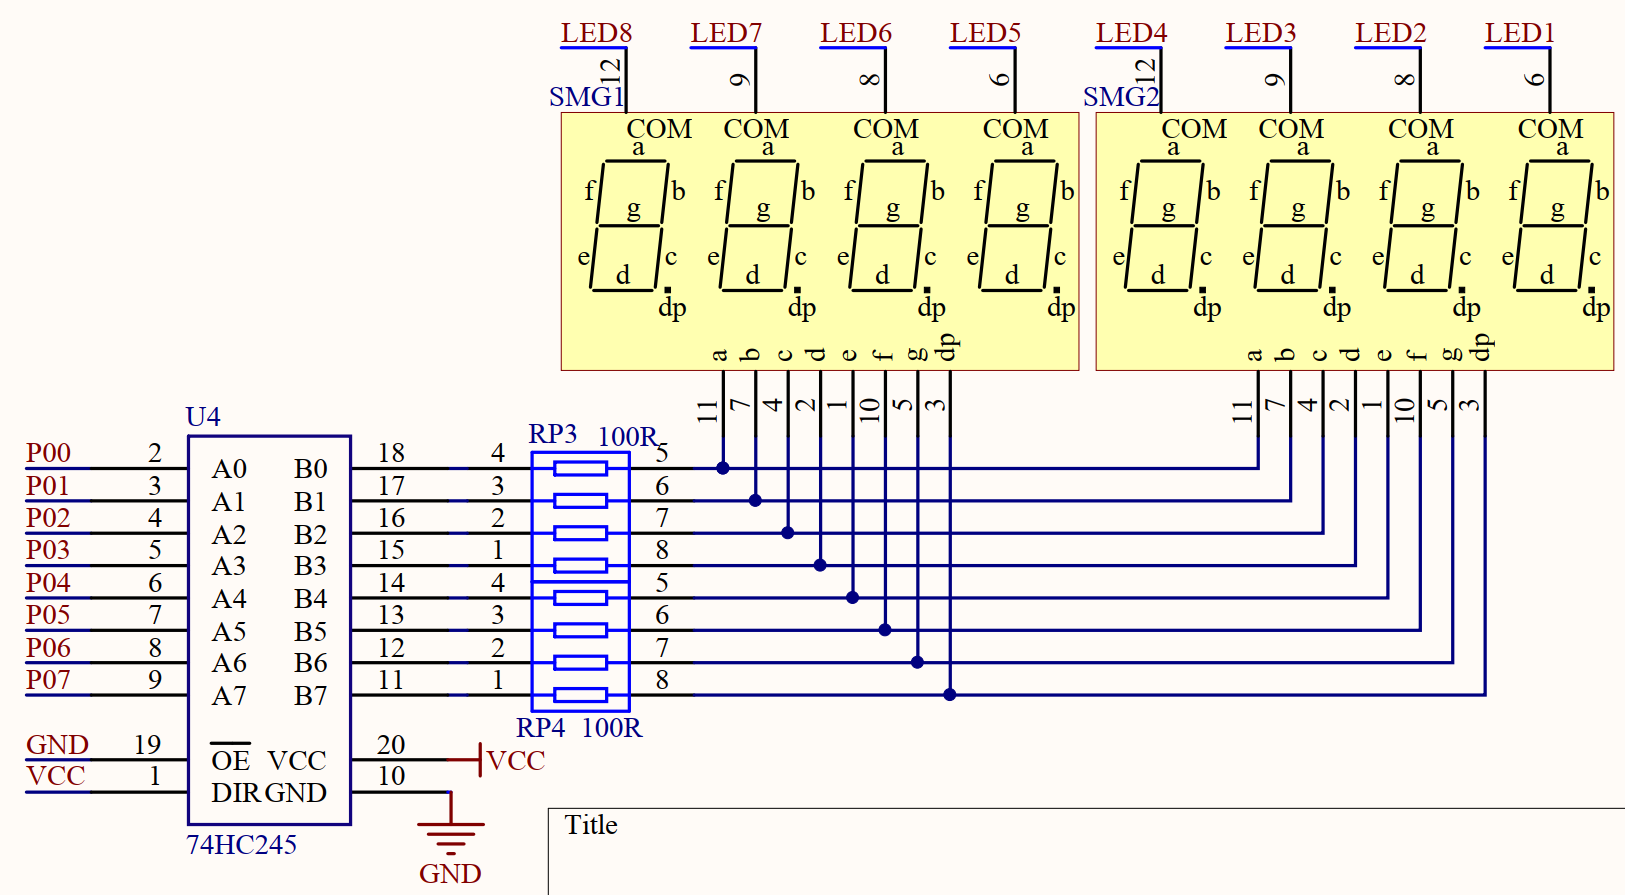 LED8 LED7 LED6 LED5 LED4 LED3 LED2 LED1
12 9 8 6 12 9 8 6
SMG1 SMG2
COM COM COM COM COM COM COM COM
a a a a a a a a
f b f b f b f b f b f b f b f b
g g g g g g g g
e c e c e c e c e c e c e c e c
d d d d d d d d
dp dp dp dp dp dp dp dp
a b c d e f g dp a b c d e f g dp
11 7 4 2 1 10 5 3 11 7 4 2 1 10 5 3
U4 RP3 100R
P00 2 A0 B0 18 4 5
P01 3 A1 B1 17 3 6
P02 4 A2 B2 16 2 7
P03 5 A3 B3 15 1 8
P04 6 A4 B4 14 4 5
P05 7 A5 B5 13 3 6
P06 8 A6 B6 12 2 7
P07 9 A7 B7 11 1 8
RP4 100R
GND 19 OE VCC 20 VCC
VCC 1 DIR GND 10
74HC245
GND
Title